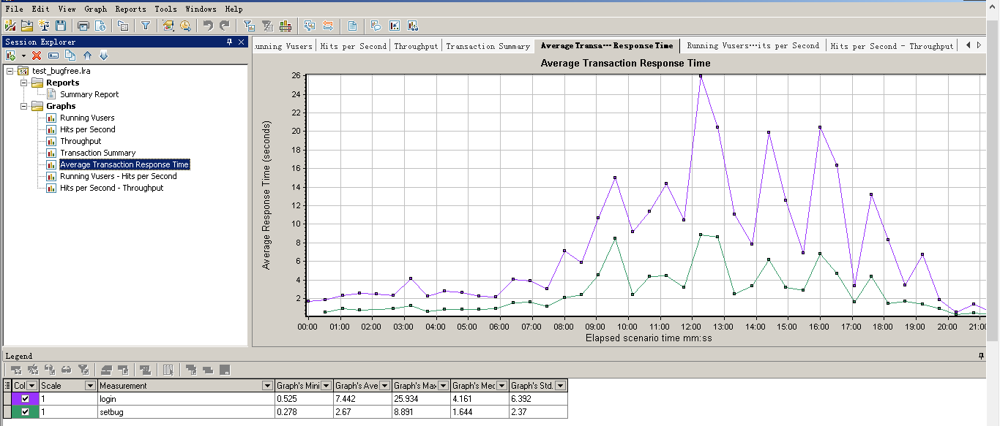 File Edit View Graph Reports Tools Windows Help
Session Explorer
test_bugfree.lra
Reports
Summary Report
Graphs
Running Vusers
Hits per Second
Throughput
Transaction Summary
Average Transaction Response Time
Running Vusers - Hits per Second
Hits per Second - Throughput
unning Vusers Hits per Second Throughput Transaction Summary Average Transa··· Response Time Running Vusers···its per Second Hits per Second - Throughput
Average Transaction Response Time
Average Response Time (seconds)
26
24
22
20
18
16
14
12
10
8
6
4
2
00:00 01:00 02:00 03:00 04:00 05:00 06:00 07:00 08:00 09:00 10:00 11:00 12:00 13:00 14:00 15:00 16:00 17:00 18:00 19:00 20:00 21:0
Elapsed scenario time mm:ss
Legend
Col Scale Measurement Graph's Mini Graph's Ave Graph's Max Graph's Med Graph's Std.
1 login 0.525 7.442 25.934 4.161 6.392
1 setbug 0.278 2.67 8.891 1.644 2.37